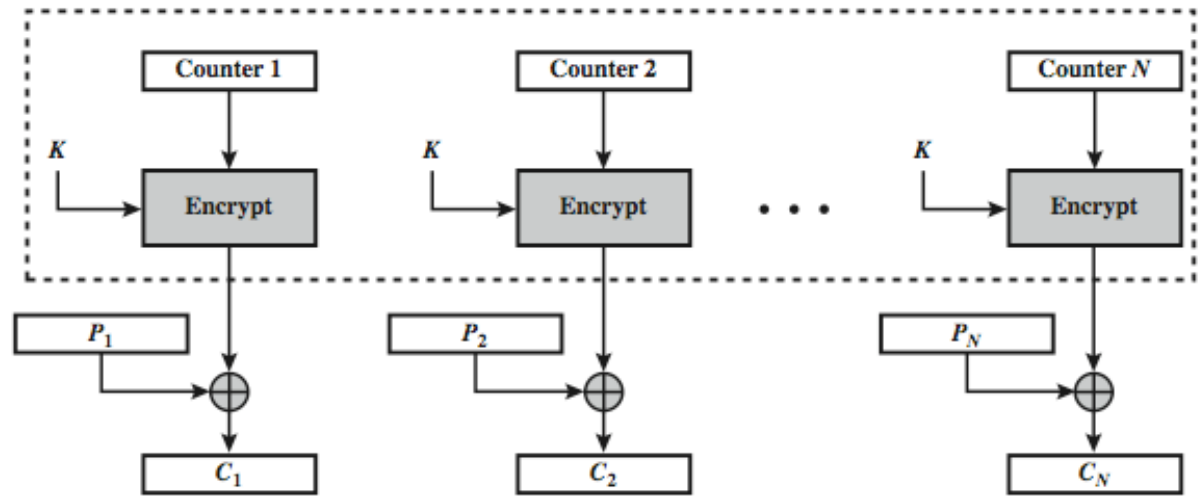 Counter 1 Counter 2 Counter N
K K K
Encrypt Encrypt • • • Encrypt
P1 P2 PN
C1 C2 CN